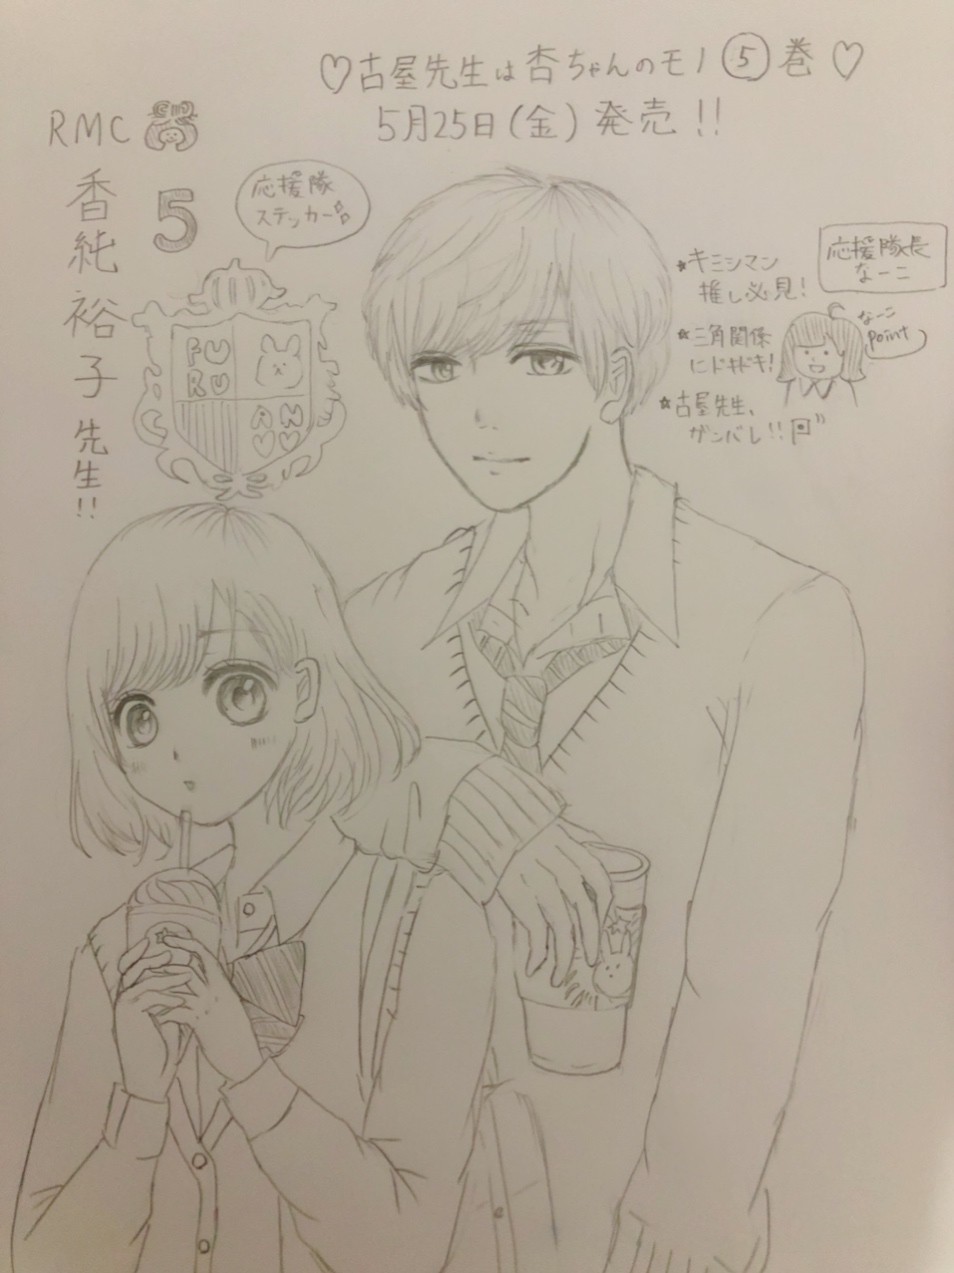 ♡古屋先生は杏ちゃんのモノ⑤巻♡
5月25日(金)発売!!
RMC
5
香純裕子先生!!
応援隊
ステッカー
FU
RU
AN
応援隊長
なーこ
なーこ
Point
★キミシマン
推し必見!
★三角関係
にドキドキ!
★古屋先生、
ガンバレ!!